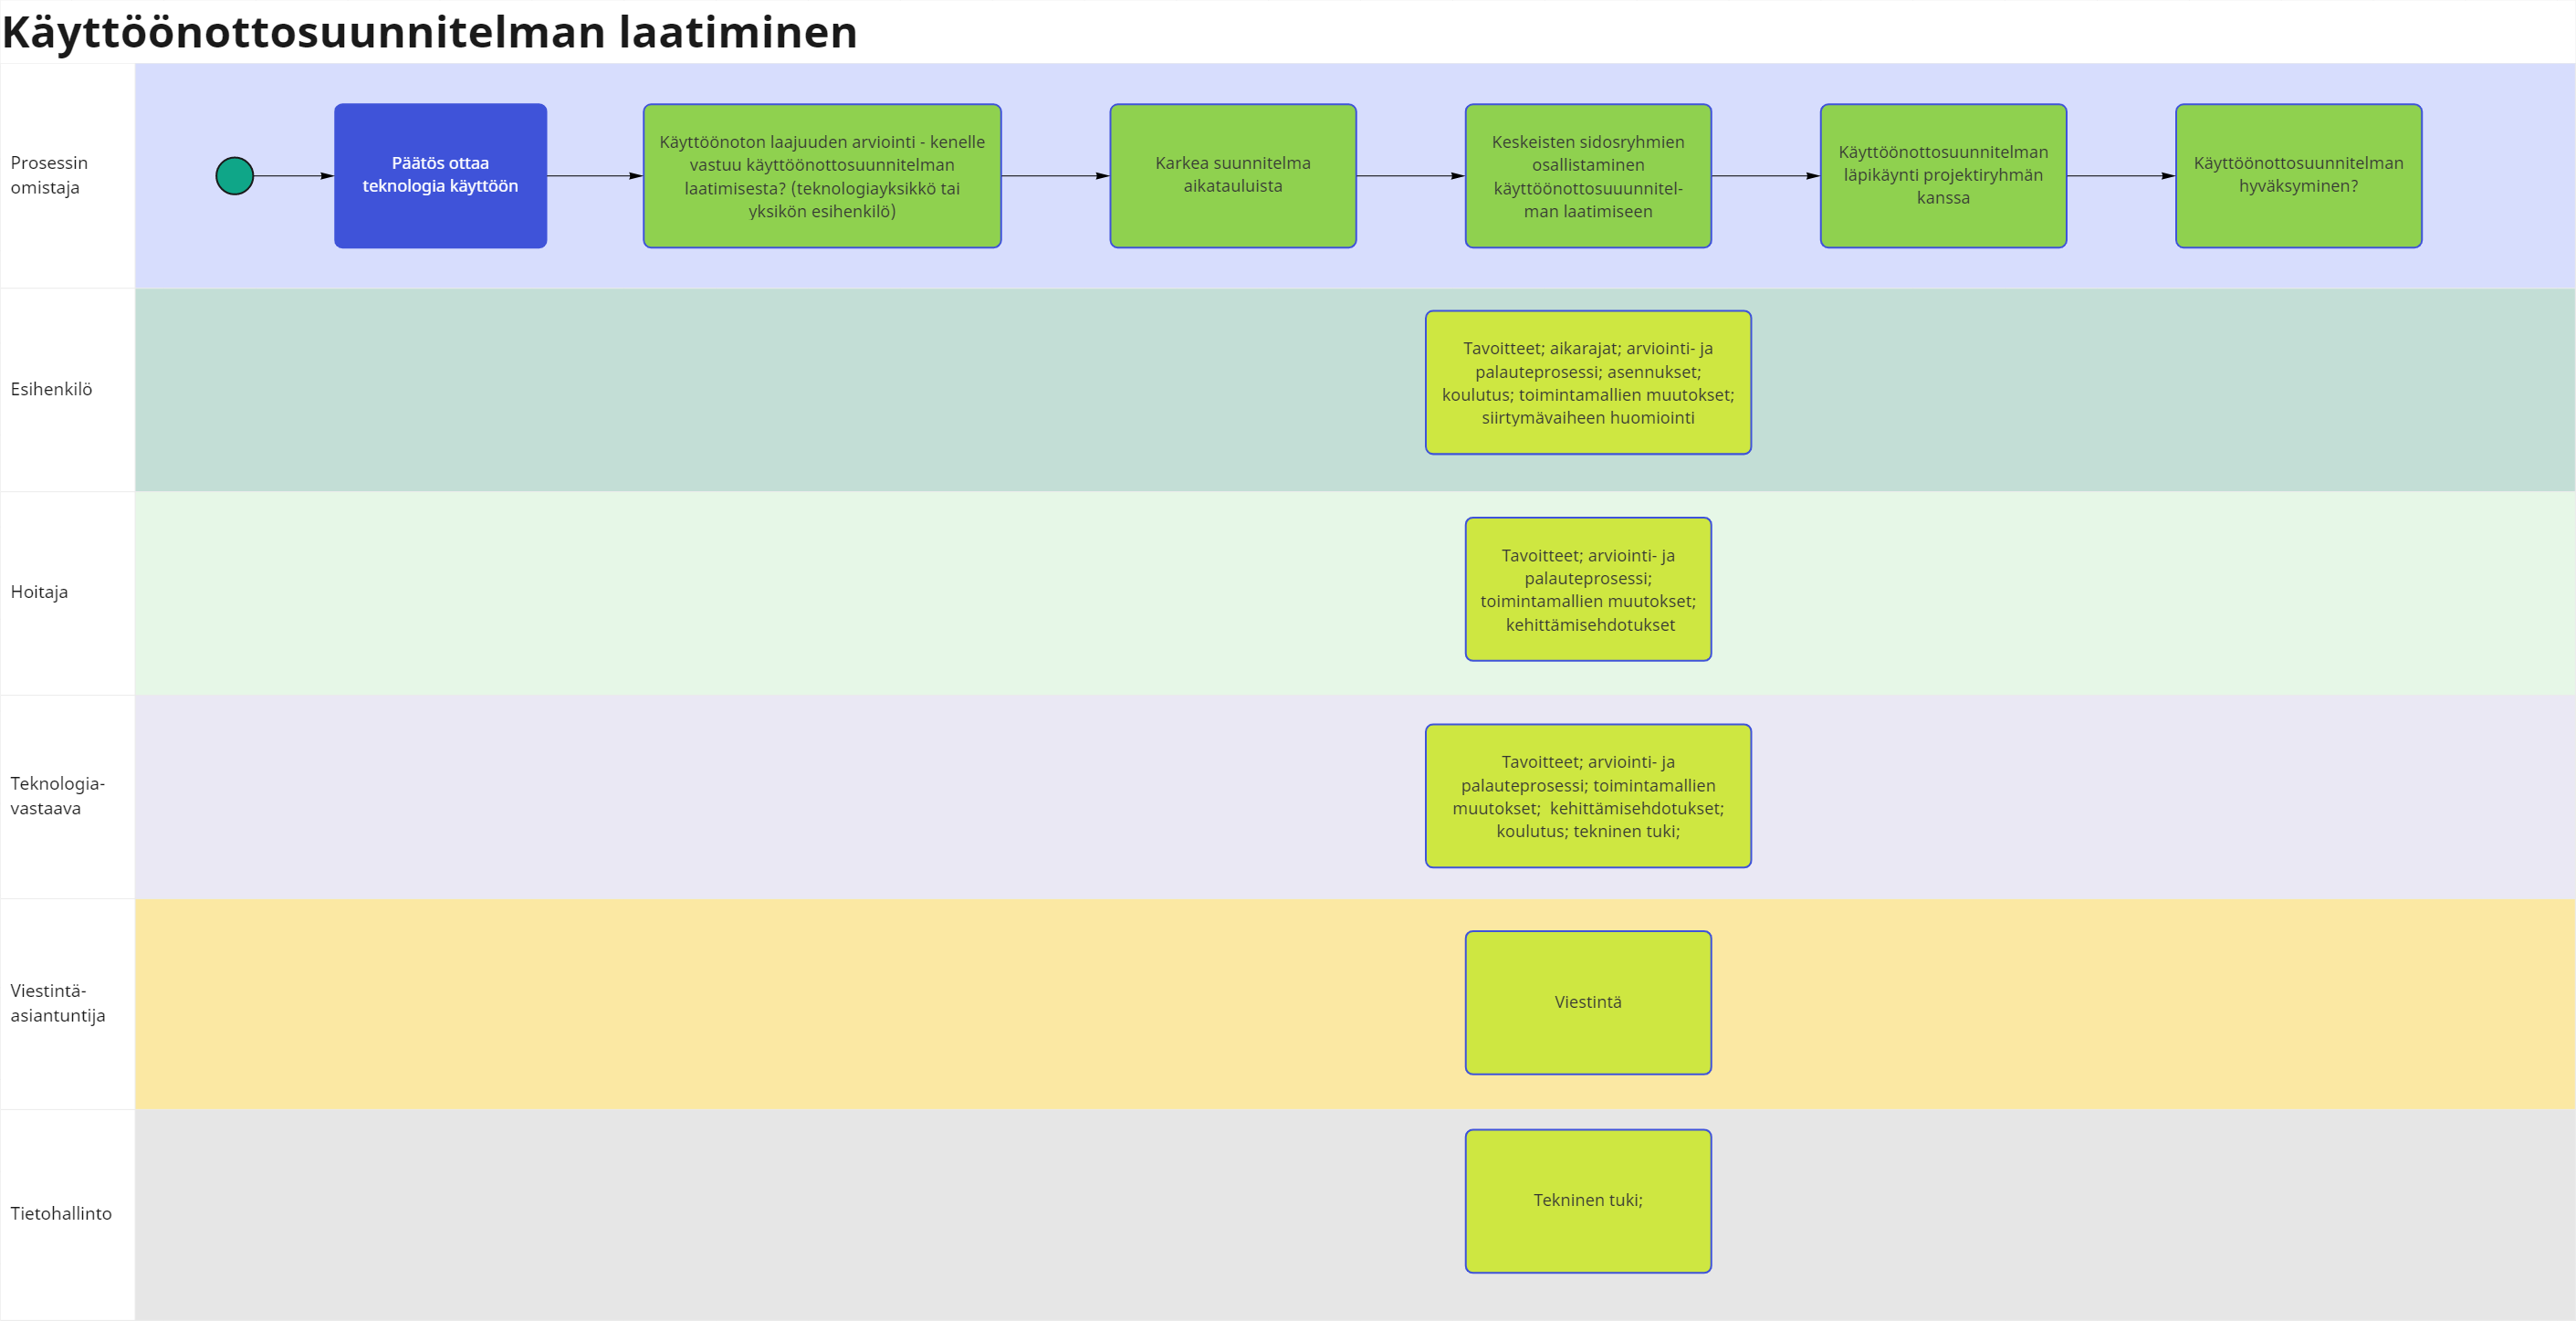 Käyttöönottosuunnitelman laatiminen
Prosessin
omistaja
Päätös ottaa
teknologia käyttöön
Käyttöönoton laajuuden arviointi - kenelle
vastuu käyttöönottosuunnitelman
laatimisesta? (teknologiayksikkö tai
yksikön esihenkilö)
Karkea suunnitelma
aikatauluista
Keskeisten sidosryhmien
osallistaminen
käyttöönottosuuunnitel-
man laatimiseen
Käyttöönottosuunnitelman
läpikäynti projektiryhmän
kanssa
Käyttöönottosuunnitelman
hyväksyminen?
Esihenkilö
Tavoitteet; aikarajat; arviointi- ja
palauteprosessi; asennukset;
koulutus; toimintamallien muutokset;
siirtymävaiheen huomiointi
Hoitaja
Tavoitteet; arviointi- ja
palauteprosessi;
toimintamallien muutokset;
kehittämisehdotukset
Teknologia-
vastaava
Tavoitteet; arviointi- ja
palauteprosessi; toimintamallien
muutokset;  kehittämisehdotukset;
koulutus; tekninen tuki;
Viestintä-
asiantuntija
Viestintä
Tietohallinto
Tekninen tuki;